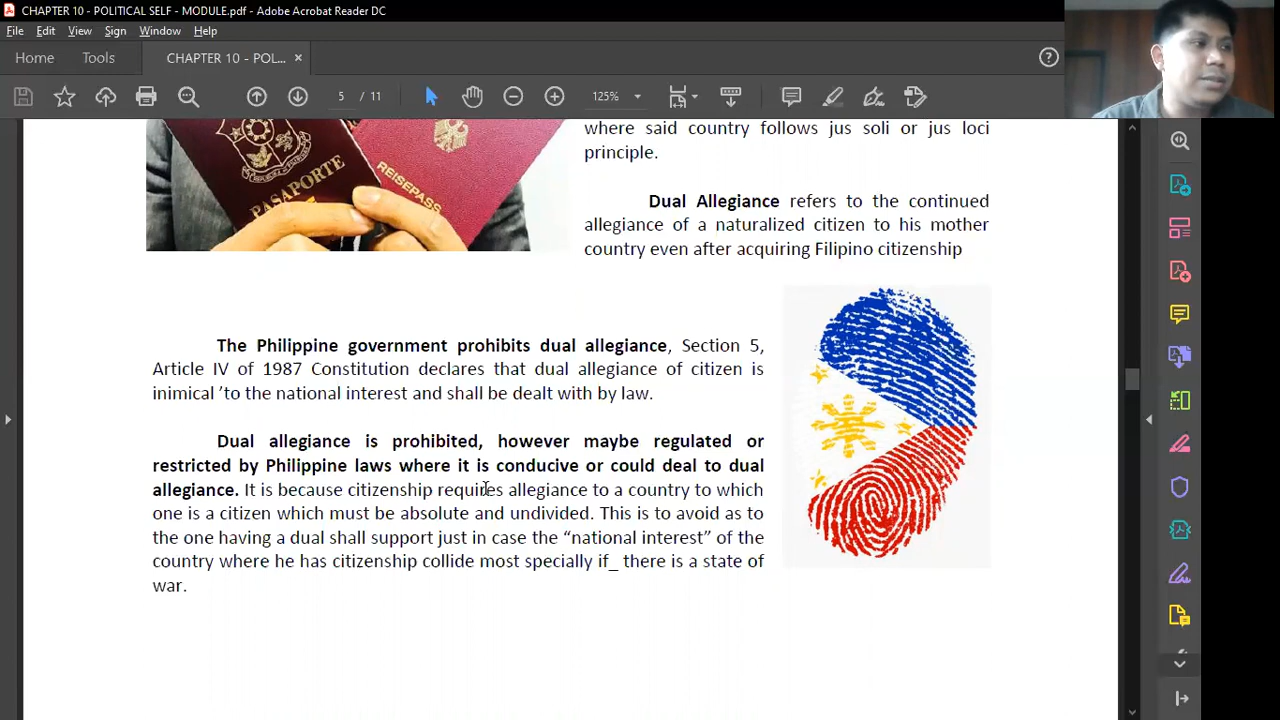 CHAPTER 10 - POLITICAL SELF - MODULE.pdf - Adobe Acrobat Reader DC
File Edit View Sign Window Help
Home Tools CHAPTER 10 - POL... ×
5 / 11 125%
where said country follows jus soli or jus loci
principle.
PASAPORTE
REISEPASS
Dual Allegiance refers to the continued
allegiance of a naturalized citizen to his mother
country even after acquiring Filipino citizenship
The Philippine government prohibits dual allegiance, Section 5,
Article IV of 1987 Constitution declares that dual allegiance of citizen is
inimical ’to the national interest and shall be dealt with by law.
Dual allegiance is prohibited, however maybe regulated or
restricted by Philippine laws where it is conducive or could deal to dual
allegiance. It is because citizenship requires allegiance to a country to which
one is a citizen which must be absolute and undivided. This is to avoid as to
the one having a dual shall support just in case the “national interest” of the
country where he has citizenship collide most specially if_ there is a state of
war.